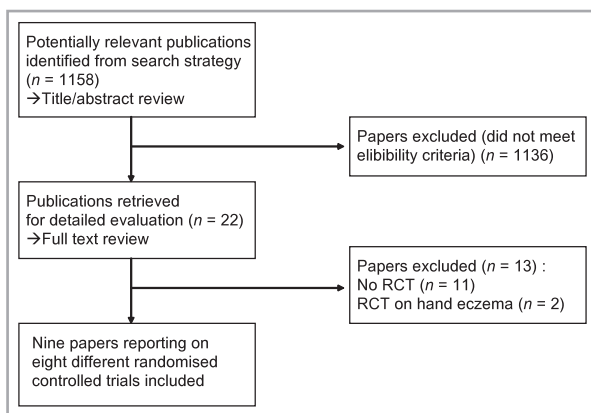 Potentially relevant publications
identified from search strategy
(n = 1158)
→Title/abstract review
Papers excluded (did not meet
elibibility criteria) (n = 1136)
Publications retrieved
for detailed evaluation (n = 22)
→Full text review
Papers excluded (n = 13) :
No RCT (n = 11)
RCT on hand eczema (n = 2)
Nine papers reporting on
eight different randomised
controlled trials included